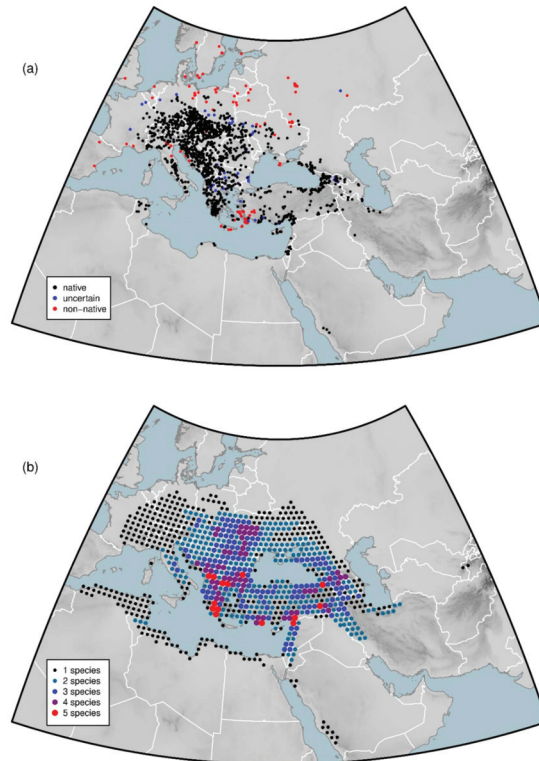 (a)
native
uncertain
non−native
(b)
1 species
2 species
3 species
4 species
5 species